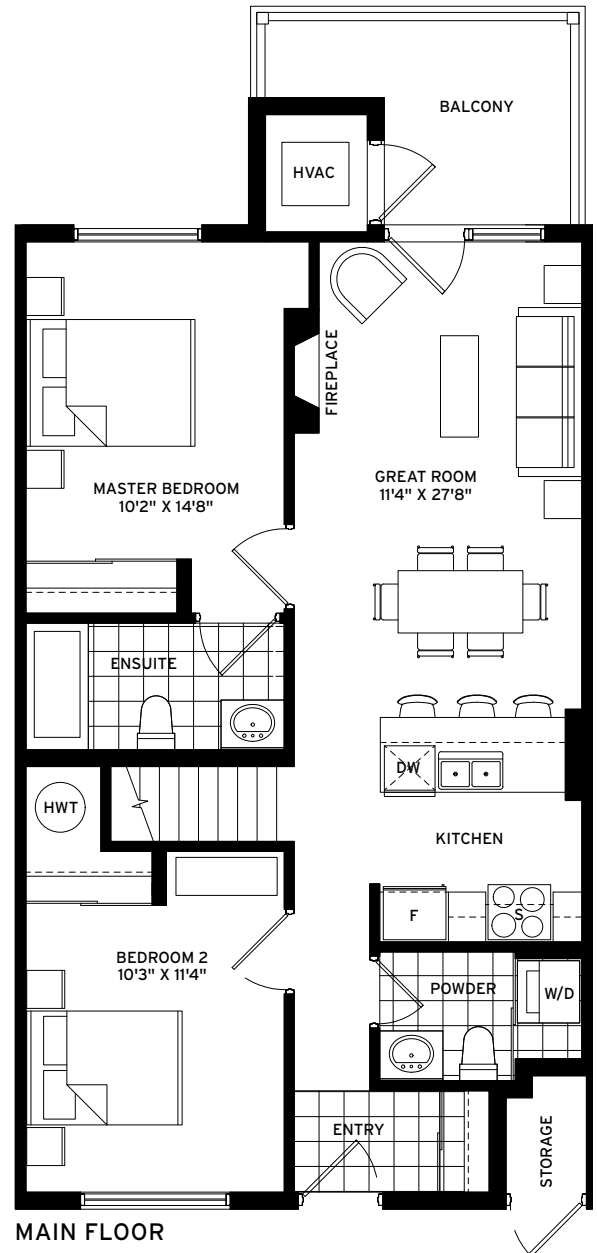 BALCONY
HVAC
FIREPLACE
GREAT ROOM
11'4" X 27'8"
MASTER BEDROOM
10'2" X 14'8"
ENSUITE
DW
HWT
KITCHEN
F
S
BEDROOM 2
10'3" X 11'4"
POWDER
W/D
ENTRY
STORAGE
MAIN FLOOR